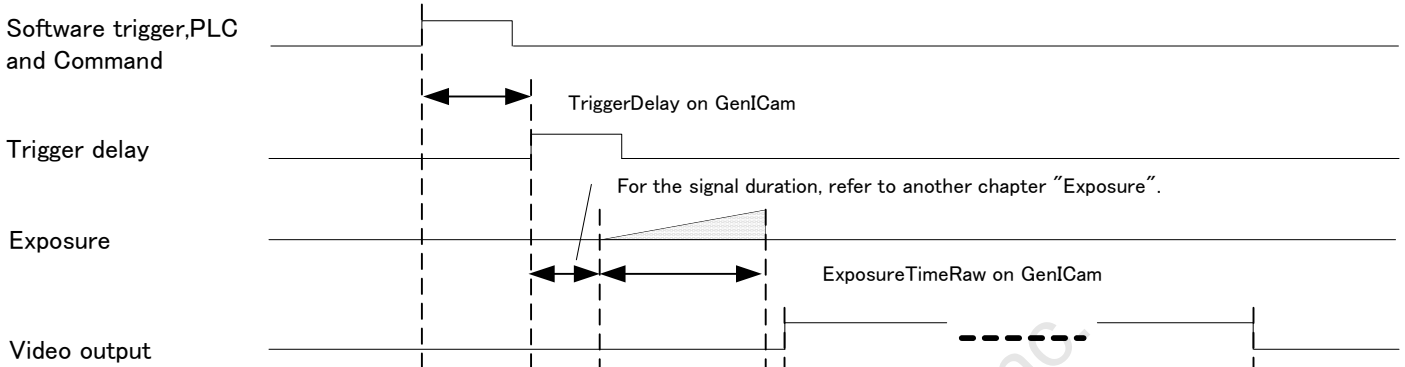 Software trigger,PLC
and Command
TriggerDelay on GenICam
Trigger delay
For the signal duration, refer to another chapter "Exposure".
Exposure
ExposureTimeRaw on GenICam
Video output